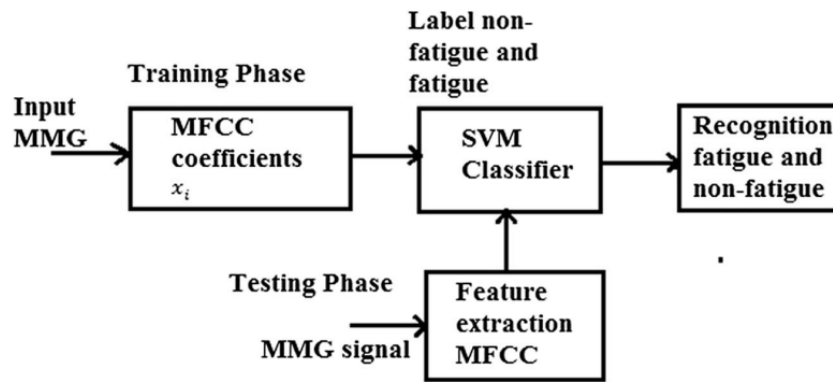 Training Phase
Input
MMG
MFCC
coefficients
xᵢ
Label non-
fatigue and
fatigue
SVM
Classifier
Recognition
fatigue and
non-fatigue
Testing Phase
MMG signal
Feature
extraction
MFCC